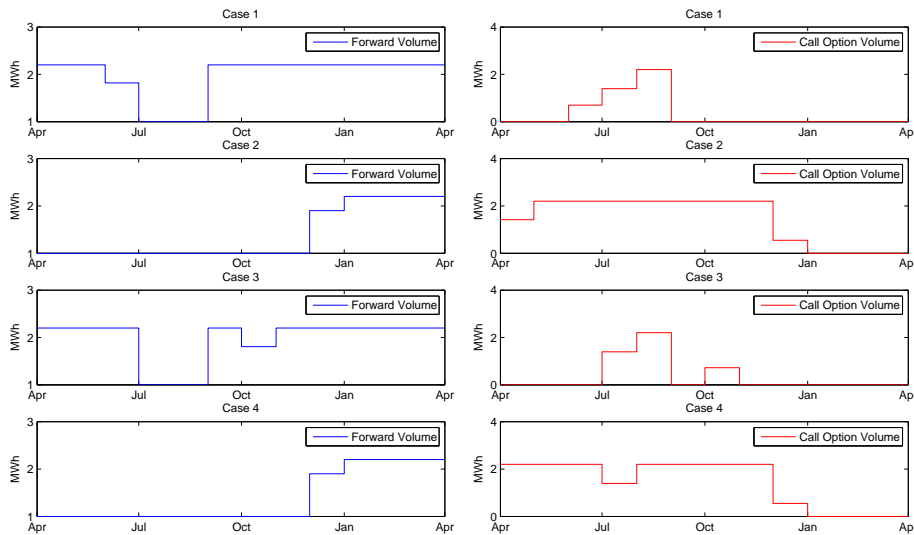 Case 1
3
2
1
MWh
Forward Volume
Apr Jul Oct Jan Apr
Case 1
4
2
0
MWh
Call Option Volume
Apr Jul Oct Jan Ap
Case 2
3
2
1
MWh
Forward Volume
Apr Jul Oct Jan Apr
Case 2
4
2
0
MWh
Call Option Volume
Apr Jul Oct Jan Ap
Case 3
3
2
1
MWh
Forward Volume
Apr Jul Oct Jan Apr
Case 3
4
2
0
MWh
Call Option Volume
Apr Jul Oct Jan Ap
Case 4
3
2
1
MWh
Forward Volume
Apr Jul Oct Jan Apr
Case 4
4
2
0
MWh
Call Option Volume
Apr Jul Oct Jan Ap